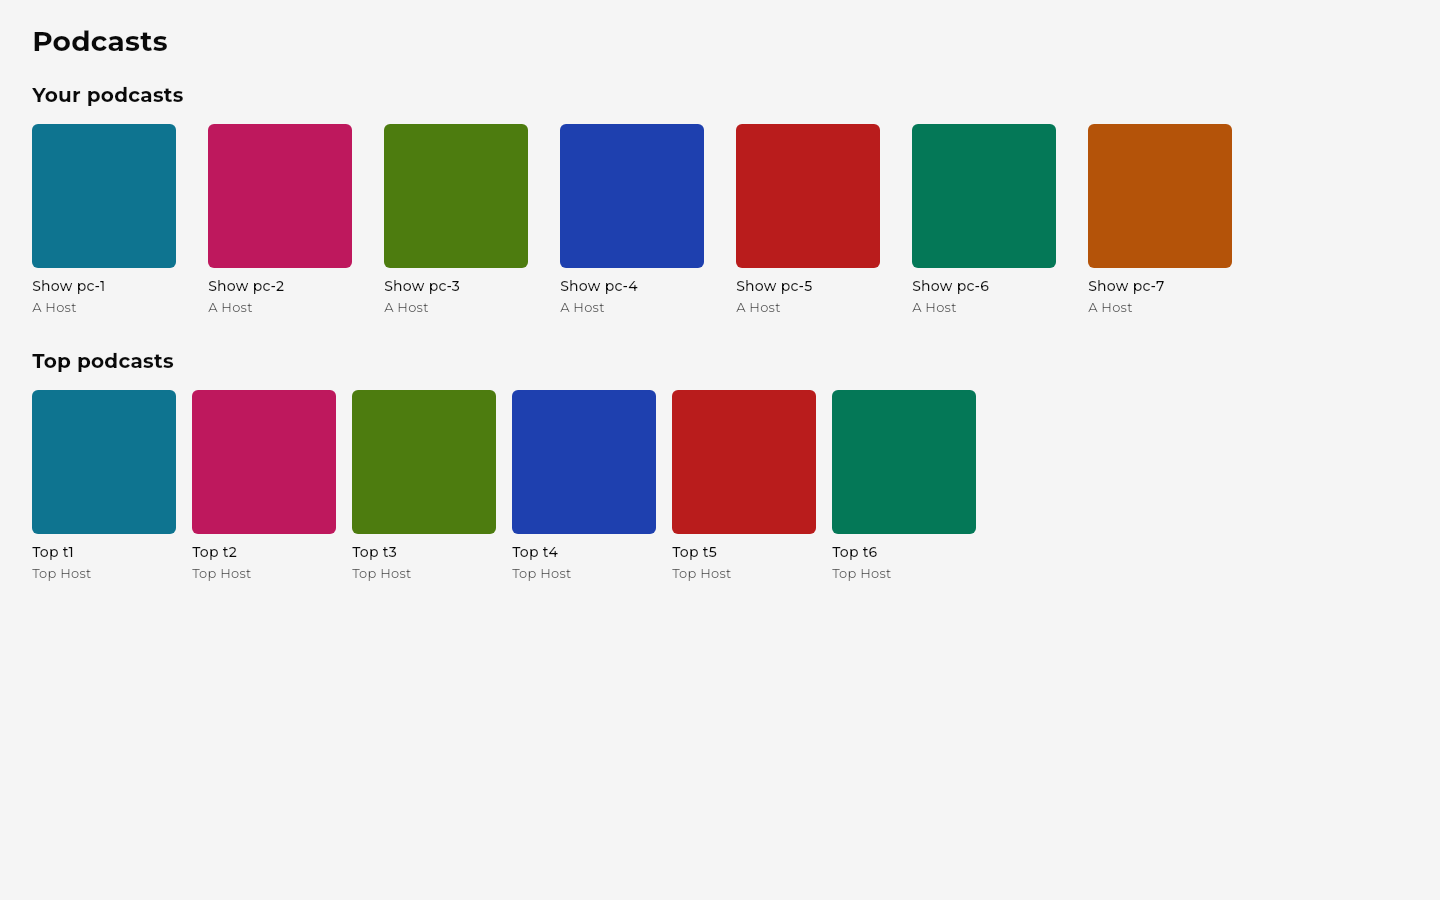 Podcasts
Your podcasts
Show pc-1
A Host
Show pc-2
A Host
Show pc-3
A Host
Show pc-4
A Host
Show pc-5
A Host
Show pc-6
A Host
Show pc-7
A Host
Top podcasts
Top t1
Top Host
Top t2
Top Host
Top t3
Top Host
Top t4
Top Host
Top t5
Top Host
Top t6
Top Host